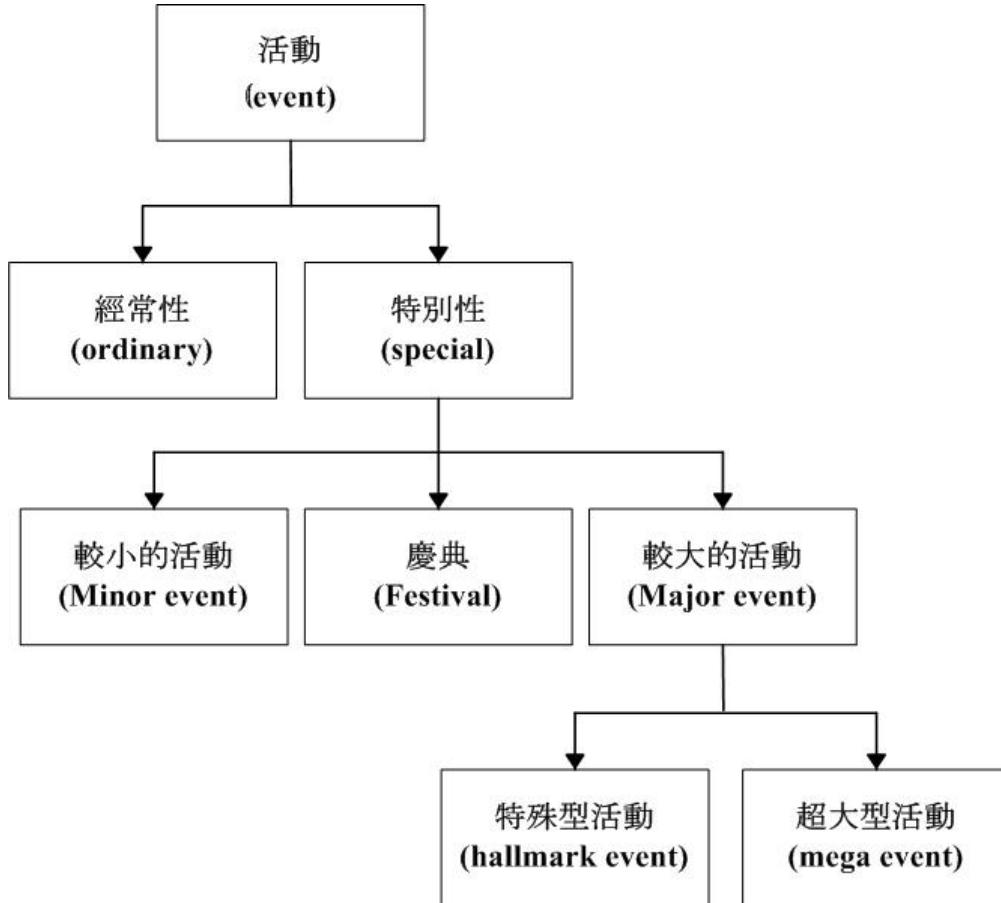 活動
(event)
經常性
(ordinary)
特別性
(special)
較小的活動
(Minor event)
慶典
(Festival)
較大的活動
(Major event)
特殊型活動
(hallmark event)
超大型活動
(mega event)